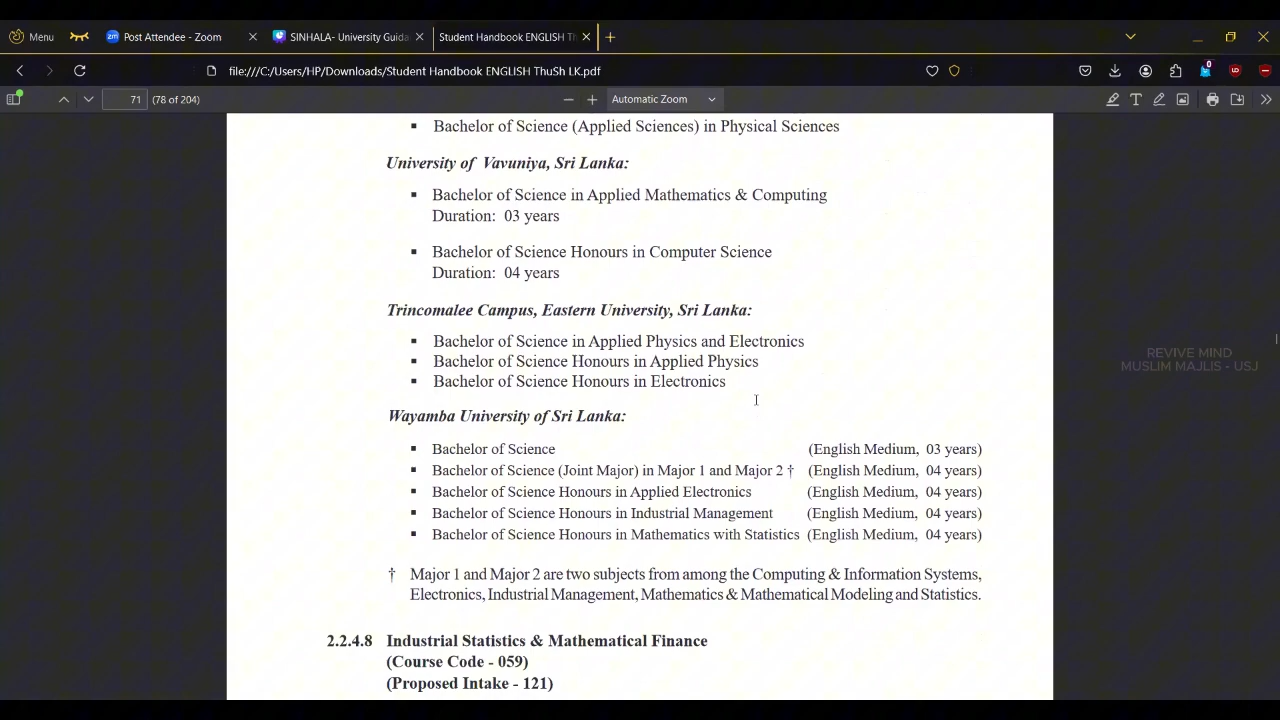 Menu
zm Post Attendee - Zoom
SINHALA- University Guida
Student Handbook ENGLISH Th
file:///C:/Users/HP/Downloads/Student Handbook ENGLISH ThuSh LK.pdf
0
71 (78 of 204)
Automatic Zoom
▪ Bachelor of Science (Applied Sciences) in Physical Sciences
University of Vavuniya, Sri Lanka:
▪ Bachelor of Science in Applied Mathematics & Computing
Duration: 03 years
▪ Bachelor of Science Honours in Computer Science
Duration: 04 years
Trincomalee Campus, Eastern University, Sri Lanka:
▪ Bachelor of Science in Applied Physics and Electronics
▪ Bachelor of Science Honours in Applied Physics
▪ Bachelor of Science Honours in Electronics
REVIVE MIND
MUSLIM MAJLIS - USJ
Wayamba University of Sri Lanka:
▪ Bachelor of Science (English Medium, 03 years)
▪ Bachelor of Science (Joint Major) in Major 1 and Major 2 † (English Medium, 04 years)
▪ Bachelor of Science Honours in Applied Electronics (English Medium, 04 years)
▪ Bachelor of Science Honours in Industrial Management (English Medium, 04 years)
▪ Bachelor of Science Honours in Mathematics with Statistics (English Medium, 04 years)
† Major 1 and Major 2 are two subjects from among the Computing & Information Systems,
Electronics, Industrial Management, Mathematics & Mathematical Modeling and Statistics.
2.2.4.8 Industrial Statistics & Mathematical Finance
(Course Code - 059)
(Proposed Intake - 121)